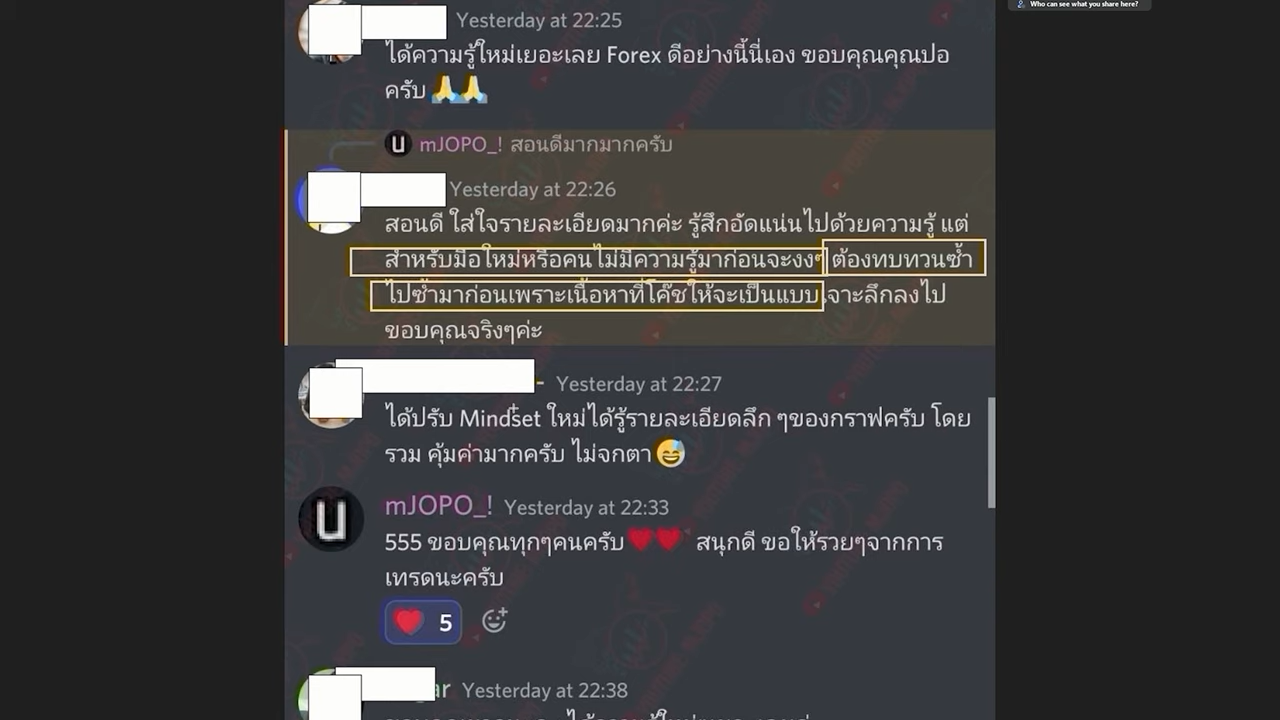 Who can see what you share here?
Yesterday at 22:25
ได้ความรู้ใหม่เยอะเลย Forex ดีอย่างนี้นี่เอง ขอบคุณคุณปอ
ครับ 🙏🙏
U mJOPO_! สอนดีมากมากครับ
Yesterday at 22:26
สอนดี ใส่ใจรายละเอียดมากค่ะ รู้สึกอัดแน่นไปด้วยความรู้ แต่
สำหรับมือใหม่หรือคนไม่มีความรู้มาก่อนจะงงๆ ต้องทบทวนซ้ำ
ไปซ้ำมาก่อนเพราะเนื้อหาที่โค๊ชให้จะเป็นแบบเจาะลึกลงไป
ขอบคุณจริงๆค่ะ
Yesterday at 22:27
ได้ปรับ Mindset ใหม่ได้รู้รายละเอียดลึก ๆของกราฟครับ โดย
รวม คุ้มค่ามากครับ ไม่จกตา 😅
U
mJOPO_! Yesterday at 22:33
555 ขอบคุณทุกๆคนครับ❤️❤️ สนุกดี ขอให้รวยๆจากการ
เทรดนะครับ
❤️ 5
ar Yesterday at 22:38